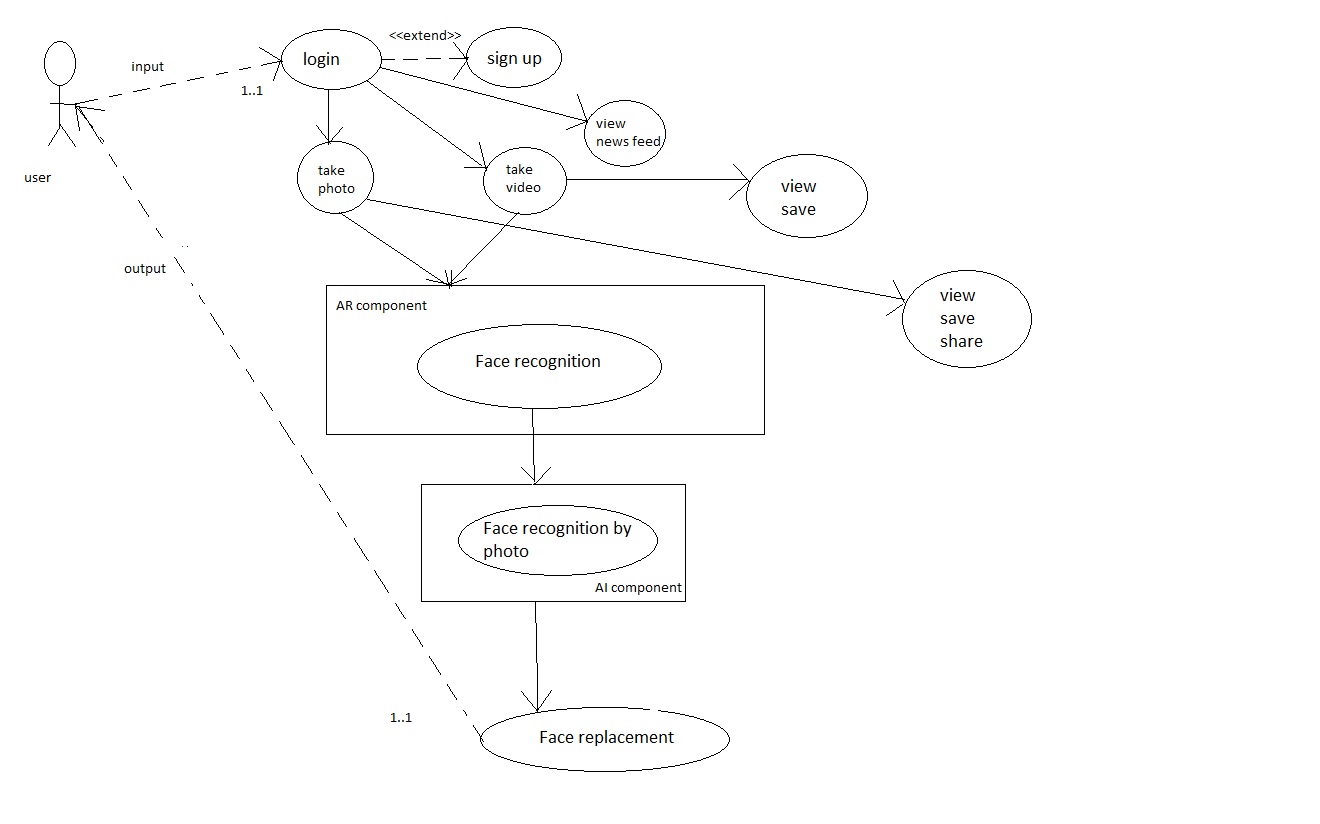 <<extend>>
login
sign up
input
1..1
view
news feed
take
photo
take
video
user
view
save
output
AR component
view
save
share
Face recognition
Face recognition by
photo
AI component
1..1
Face replacement